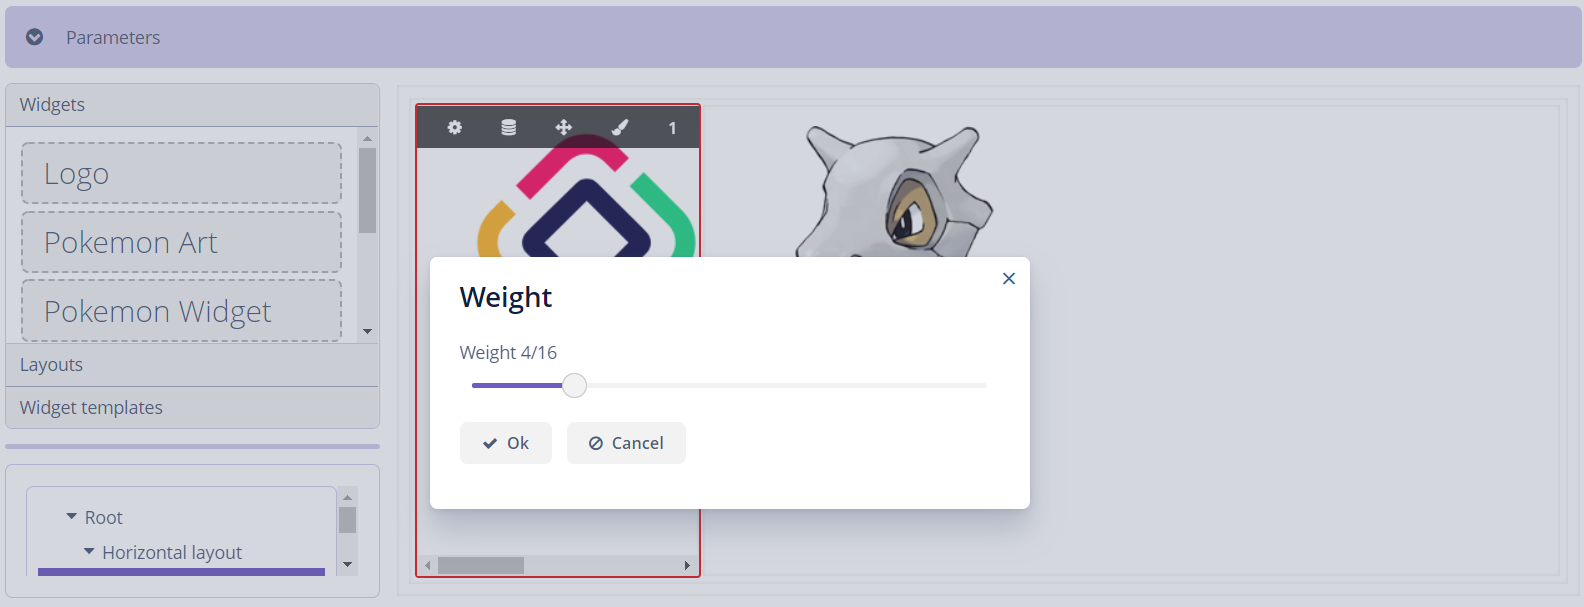 Parameters
Widgets
Logo
Pokemon Art
Pokemon Widget
Layouts
Widget templates
Root
Horizontal layout
1
Weight
Weight 4/16
Ok
Cancel